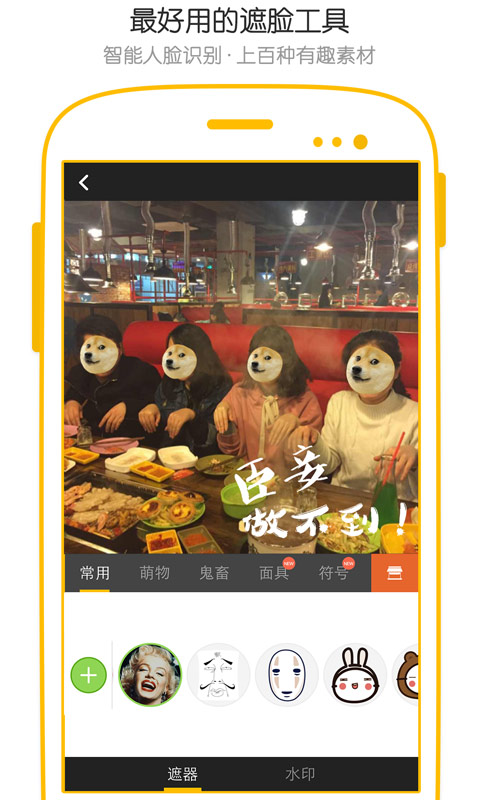 最好用的遮脸工具
智能人脸识别 · 上百种有趣素材
臣妾
做不到！
常用 萌物 鬼畜 面具 NEW 符号 NEW
遮器 水印